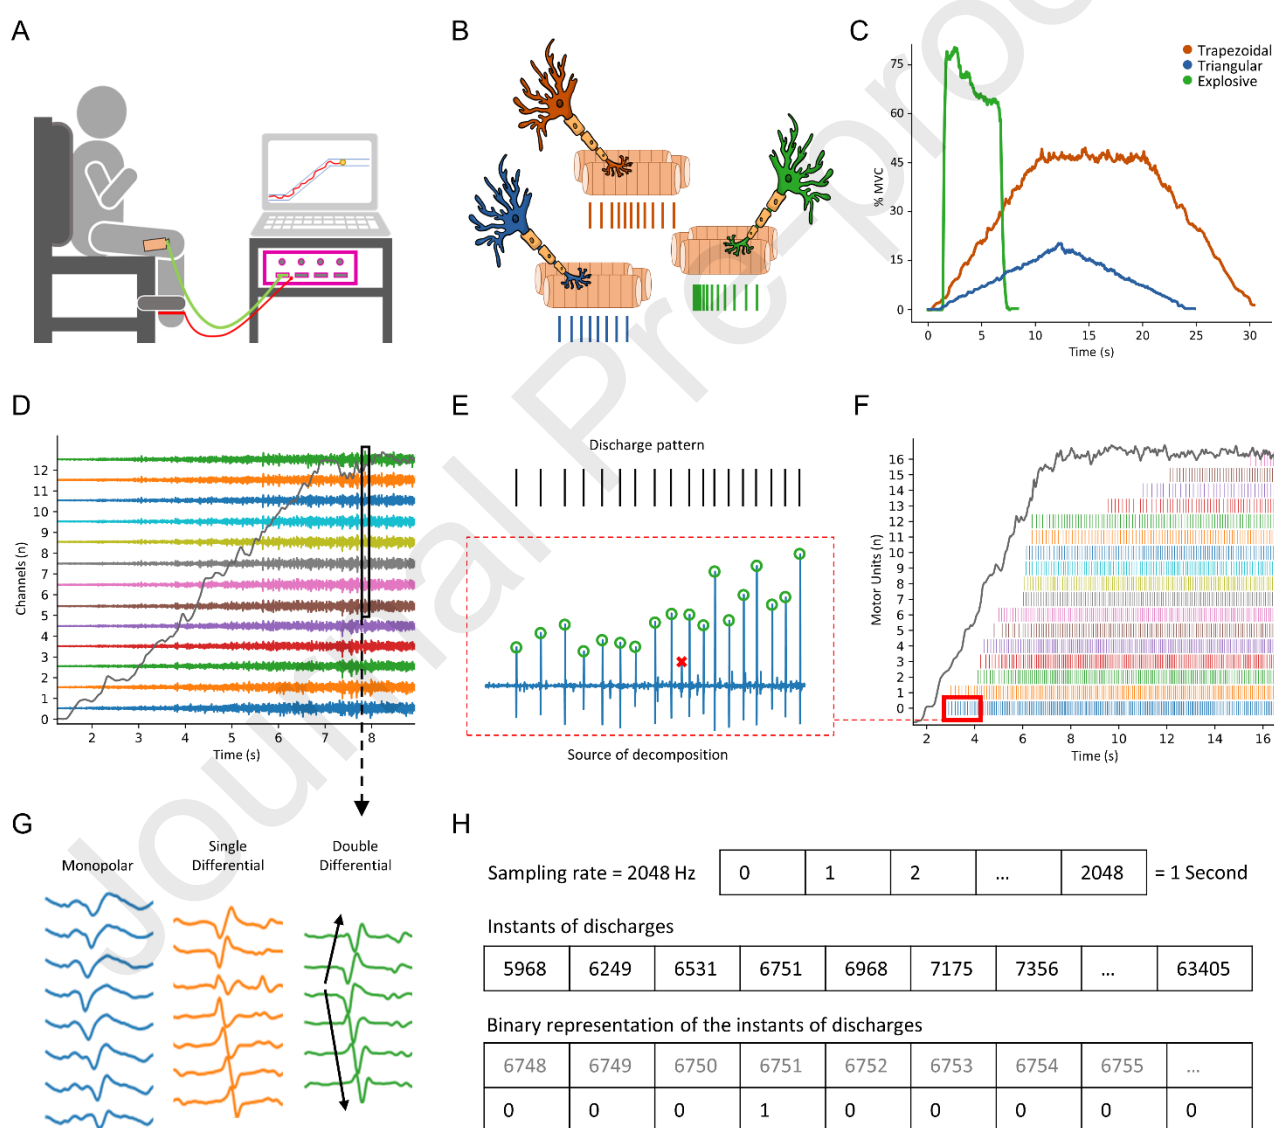 A
B
C
Trapezoidal
Triangular
Explosive
% MVC
75
60
45
30
15
0
0 5 10 15 20 25 30
Time (s)
D
Channels (n)
12
11
10
9
8
7
6
5
4
3
2
1
0
2 3 4 5 6 7 8
Time (s)
E
Discharge pattern
Source of decomposition
F
Motor Units (n)
16
15
14
13
12
11
10
9
8
7
6
5
4
3
2
1
0
2 4 6 8 10 12 14 16
Time (s)
G
Monopolar
Single
Differential
Double
Differential
H
Sampling rate = 2048 Hz 0 1 2 ... 2048 = 1 Second
Instants of discharges
5968 6249 6531 6751 6968 7175 7356 ... 63405
Binary representation of the instants of discharges
6748 6749 6750 6751 6752 6753 6754 6755 ...
0 0 0 1 0 0 0 0 0
Journal Pre-proo